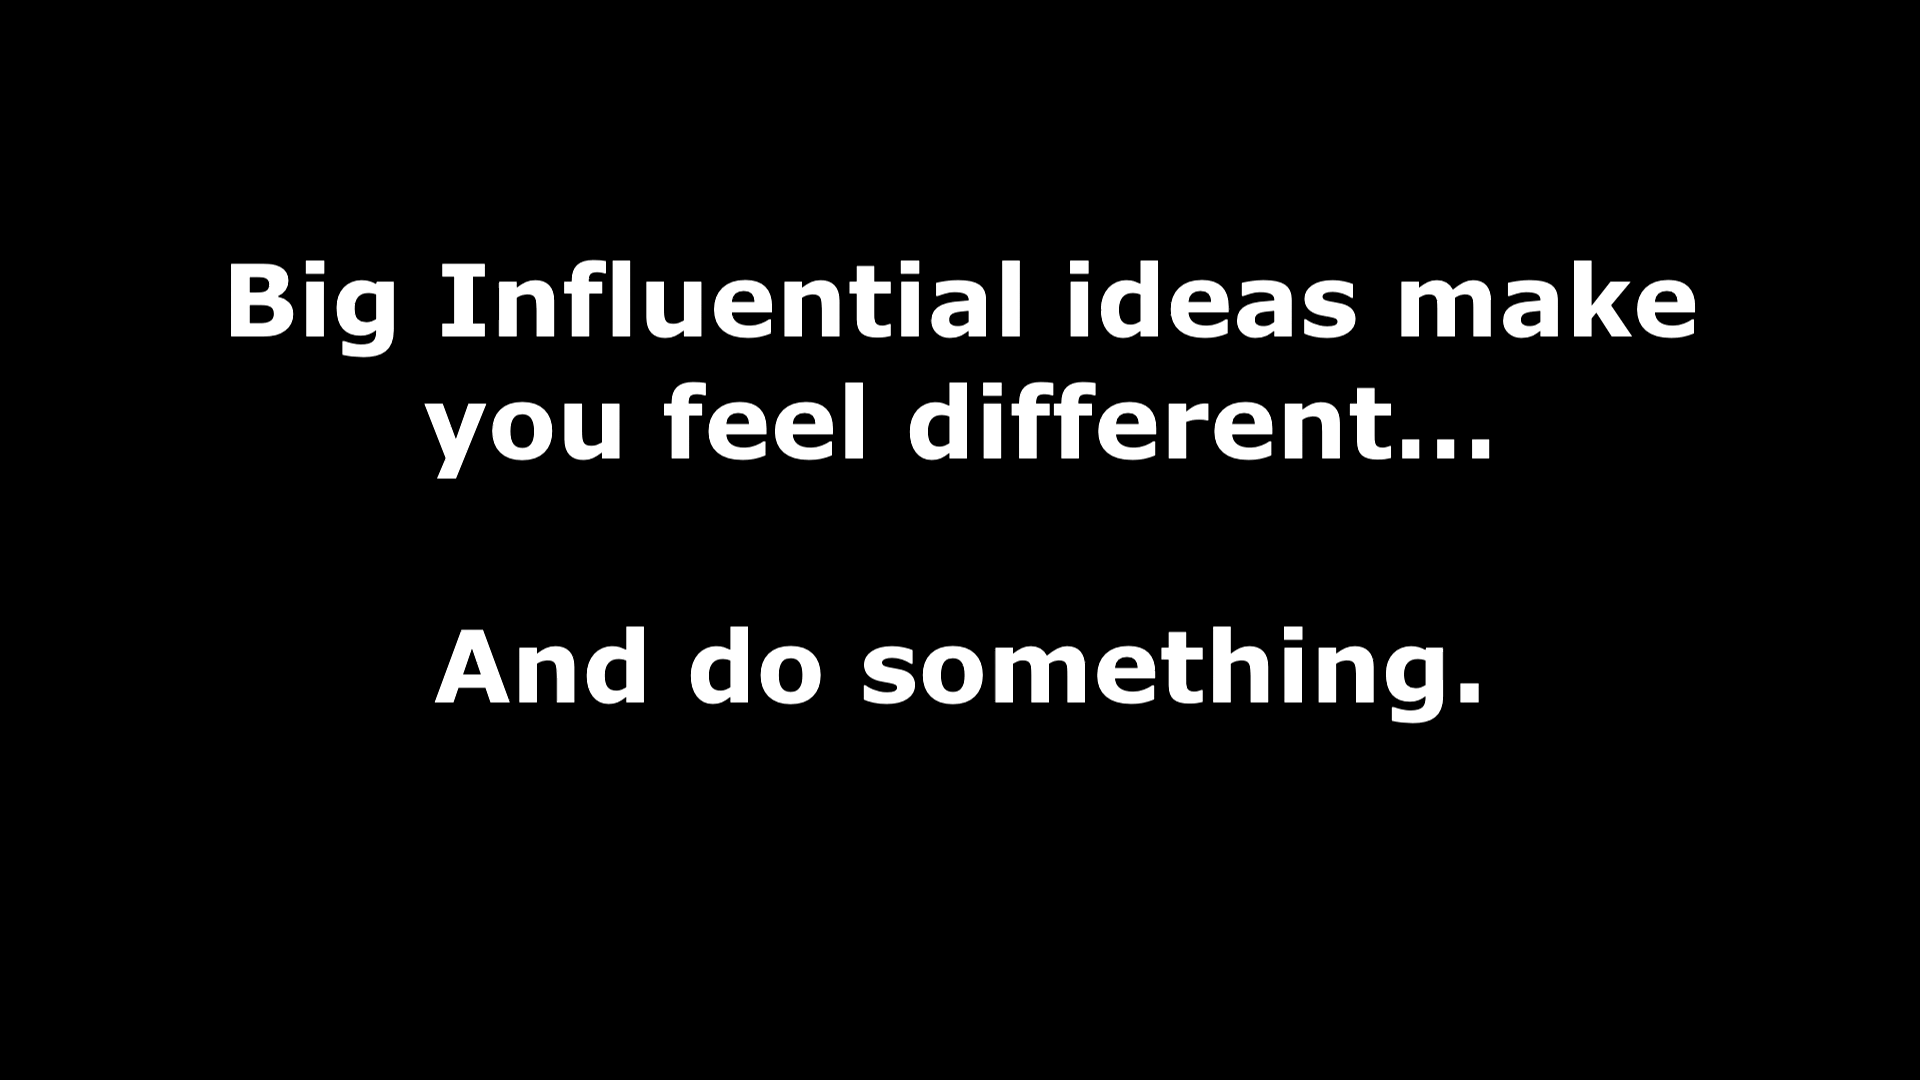 Big Influential ideas make
you feel different...
And do something.